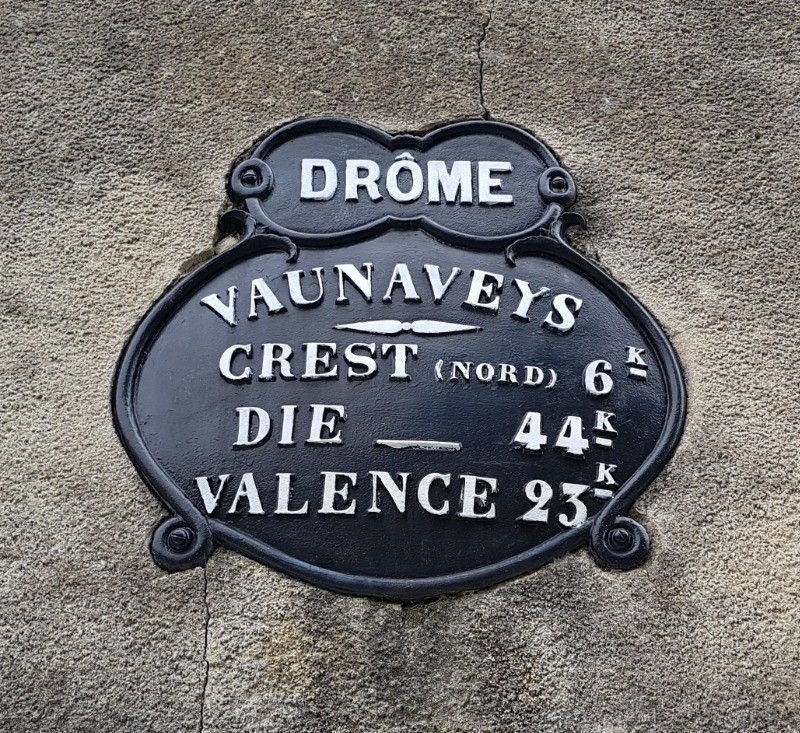 DRÔME
VAUNAVEYS
CREST (NORD) 6 K
DIE 44 K
VALENCE 23 K